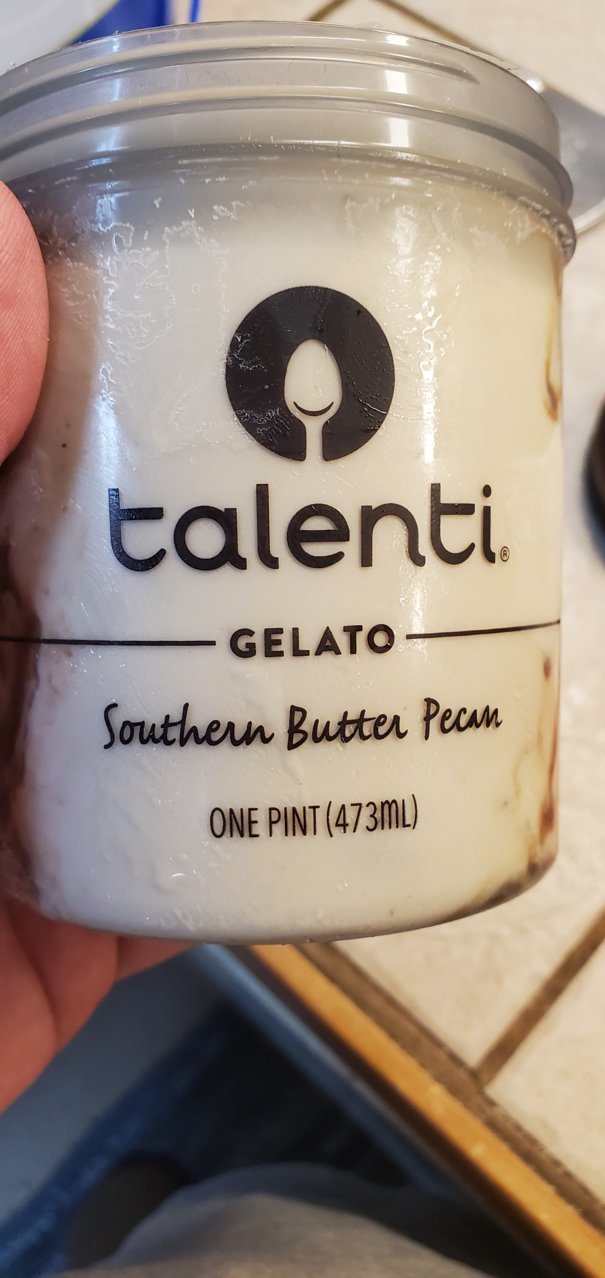 talenti®
GELATO
Southern Butter Pecan
ONE PINT (473mL)